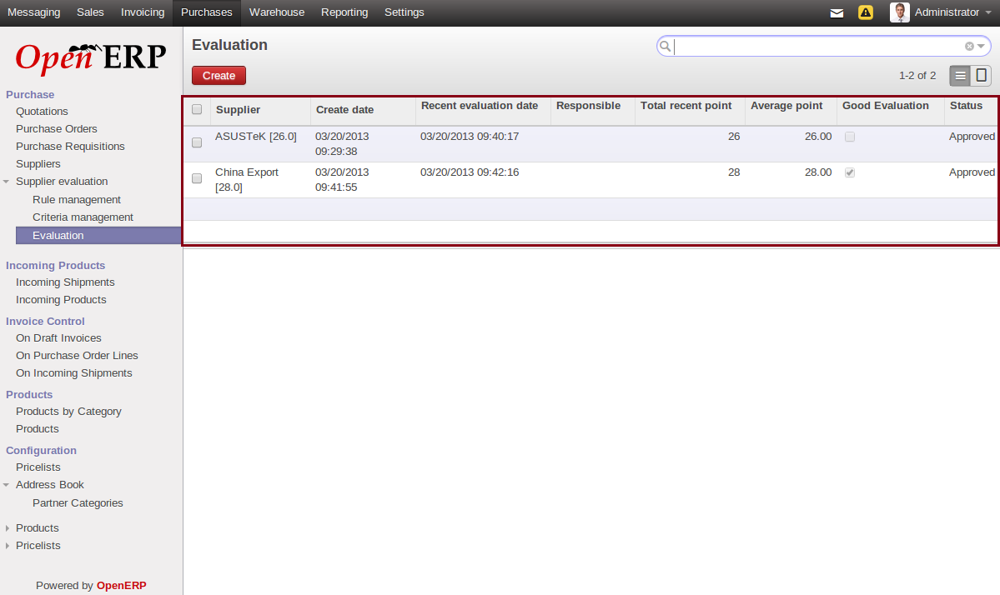 Messaging Sales Invoicing Purchases Warehouse Reporting Settings Administrator
Open ERP
Purchase
Quotations
Purchase Orders
Purchase Requisitions
Suppliers
Supplier evaluation
Rule management
Criteria management
Evaluation
Incoming Products
Incoming Shipments
Incoming Products
Invoice Control
On Draft Invoices
On Purchase Order Lines
On Incoming Shipments
Products
Products by Category
Products
Configuration
Pricelists
Address Book
Partner Categories
Products
Pricelists
Powered by OpenERP
Evaluation
Create
1-2 of 2
Supplier Create date Recent evaluation date Responsible Total recent point Average point Good Evaluation Status
ASUSTeK [26.0] 03/20/2013 03/20/2013 09:40:17 26 26.00 Approved
09:29:38
China Export 03/20/2013 03/20/2013 09:42:16 28 28.00 Approved
[28.0] 09:41:55